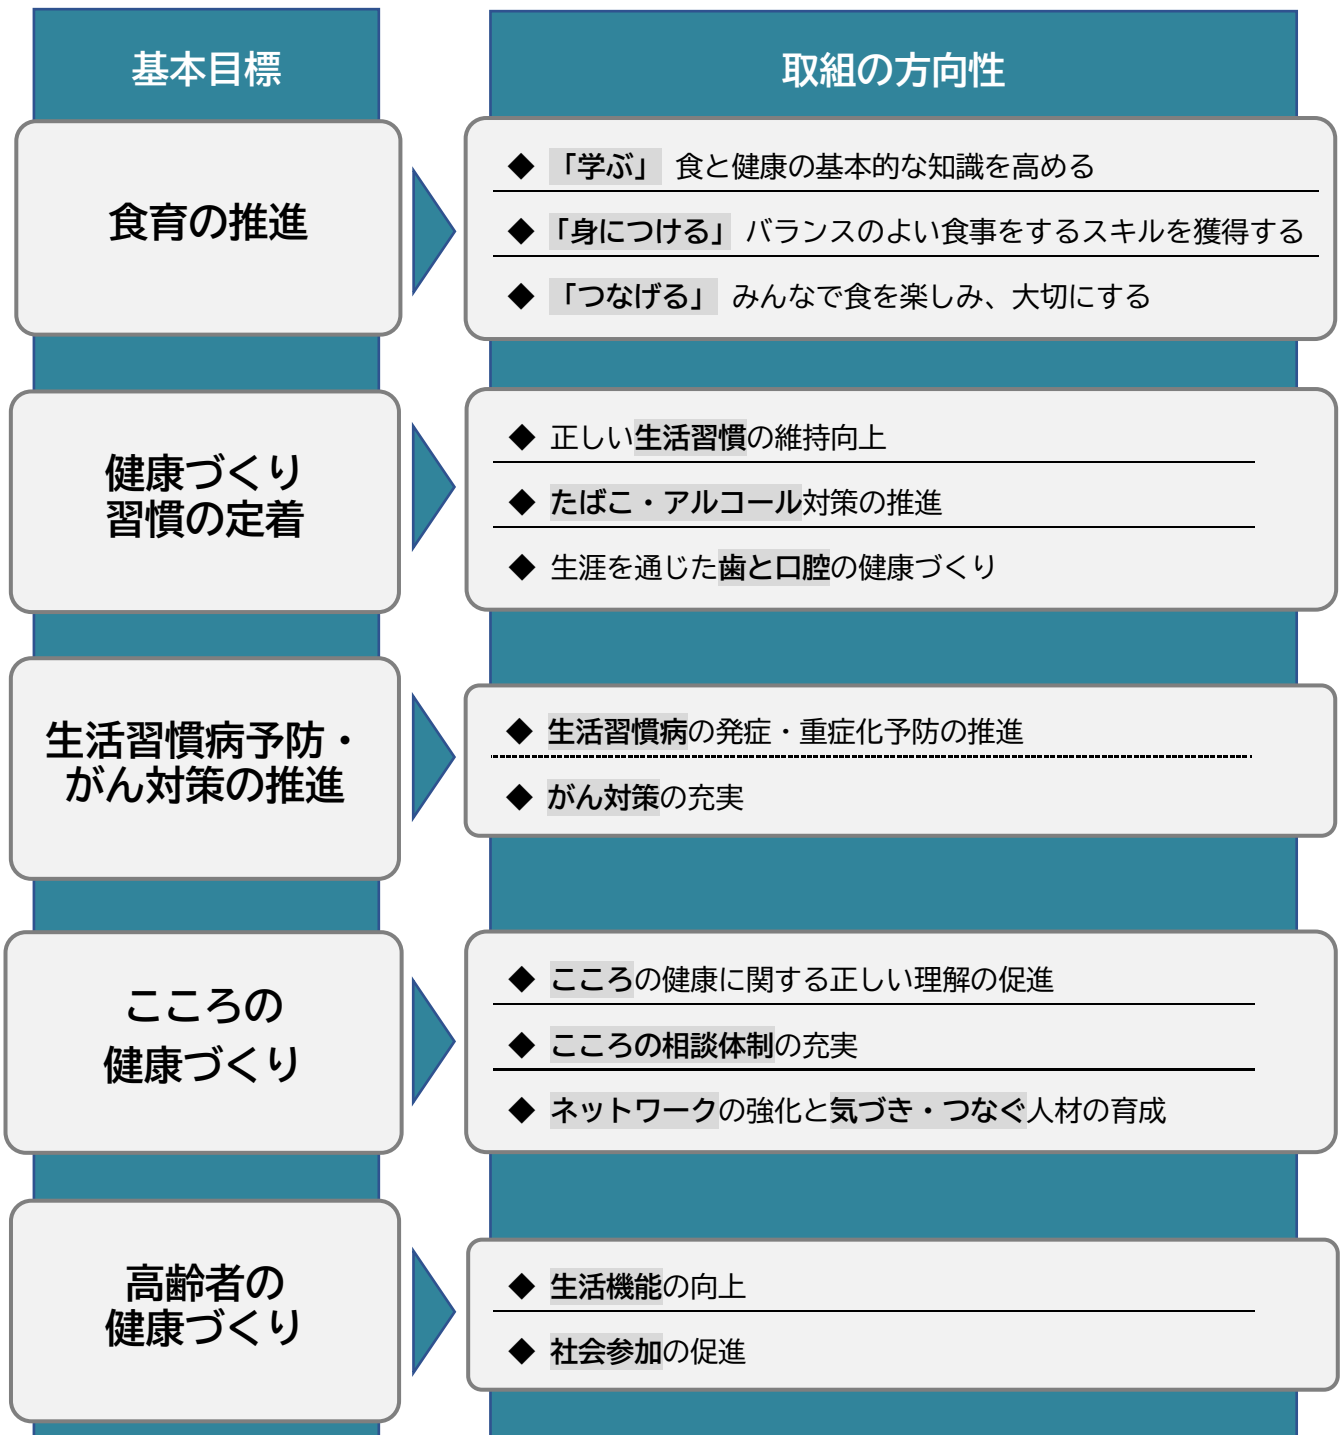 基本目標
取組の方向性
食育の推進
◆ 「学ぶ」 食と健康の基本的な知識を高める
◆ 「身につける」 バランスのよい食事をするスキルを獲得する
◆ 「つなげる」 みんなで食を楽しみ、大切にする
健康づくり
習慣の定着
◆ 正しい生活習慣の維持向上
◆ たばこ・アルコール対策の推進
◆ 生涯を通じた歯と口腔の健康づくり
生活習慣病予防・
がん対策の推進
◆ 生活習慣病の発症・重症化予防の推進
◆ がん対策の充実
こころの
健康づくり
◆ こころの健康に関する正しい理解の促進
◆ こころの相談体制の充実
◆ ネットワークの強化と気づき・つなぐ人材の育成
高齢者の
健康づくり
◆ 生活機能の向上
◆ 社会参加の促進